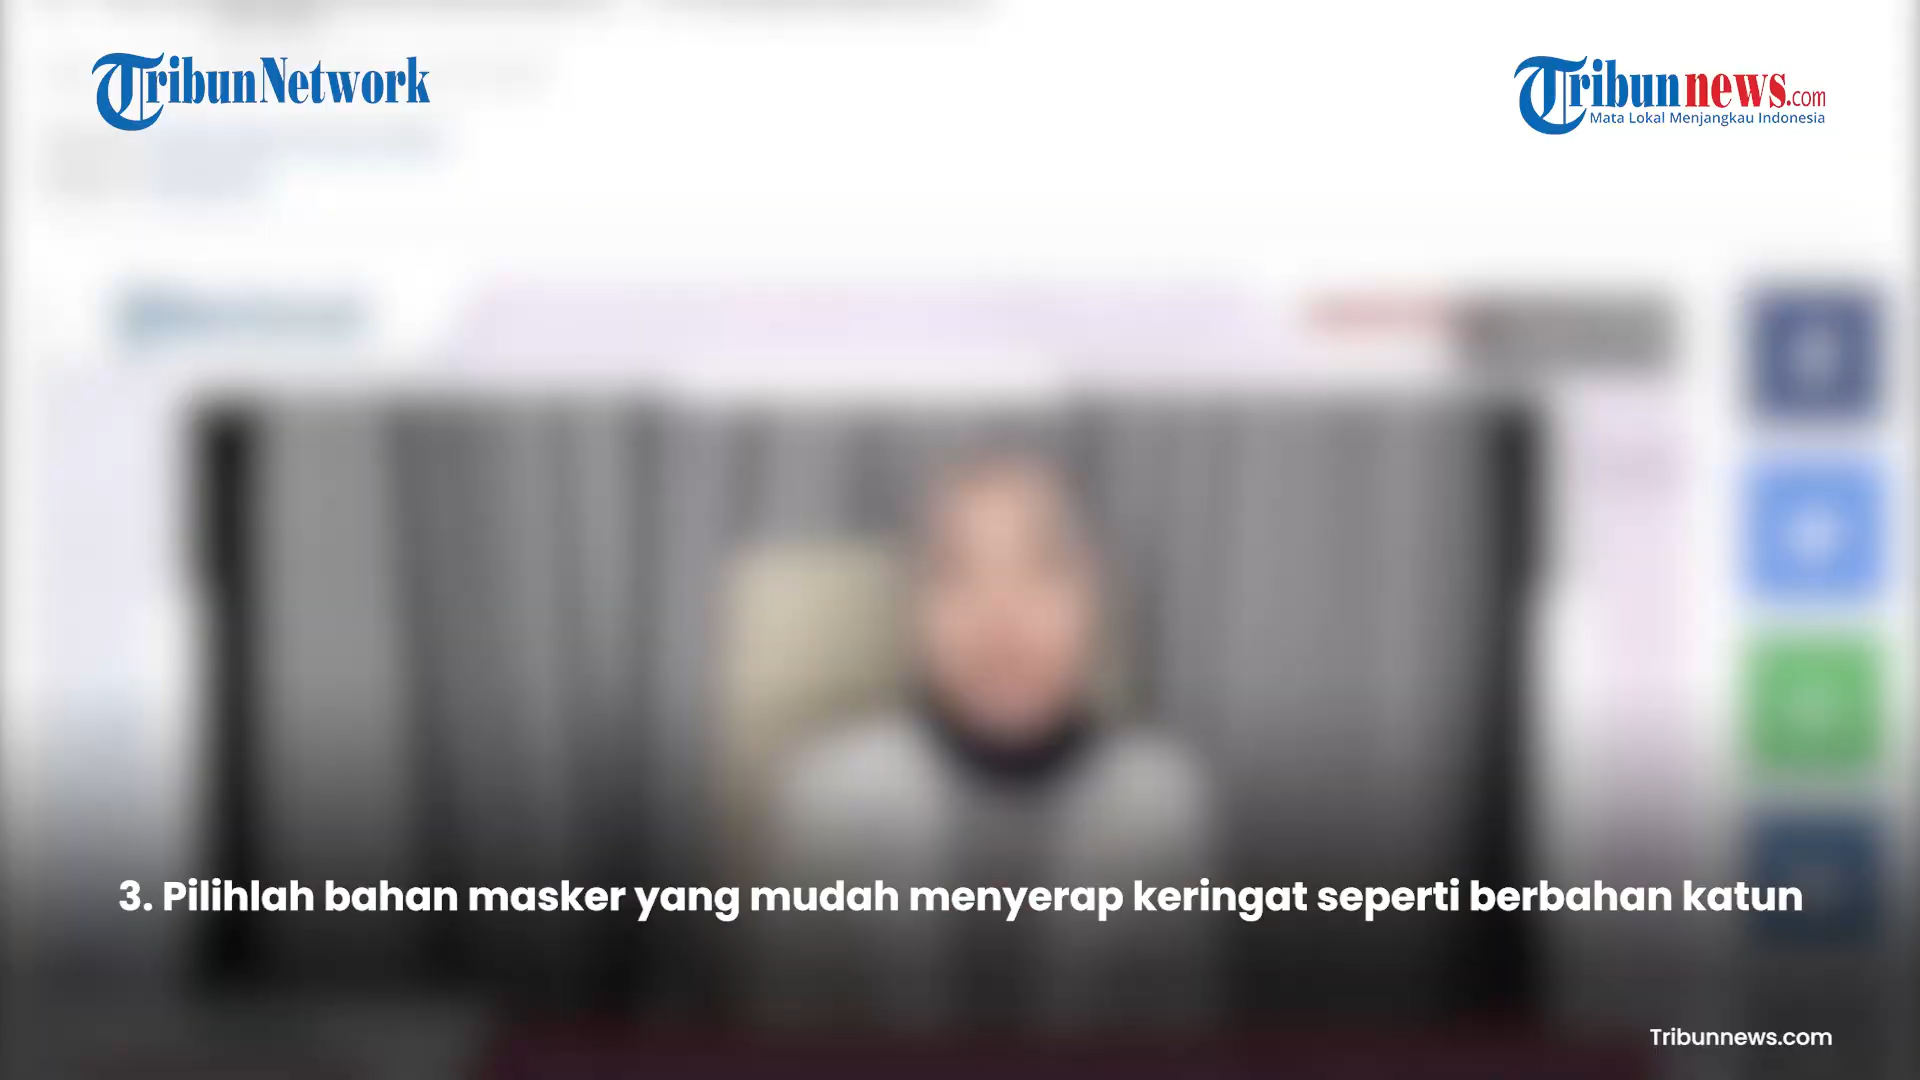 TribunNetwork
Tribunnews.com
Mata Lokal Menjangkau Indonesia
3. Pilihlah bahan masker yang mudah menyerap keringat seperti berbahan katun
Tribunnews.com